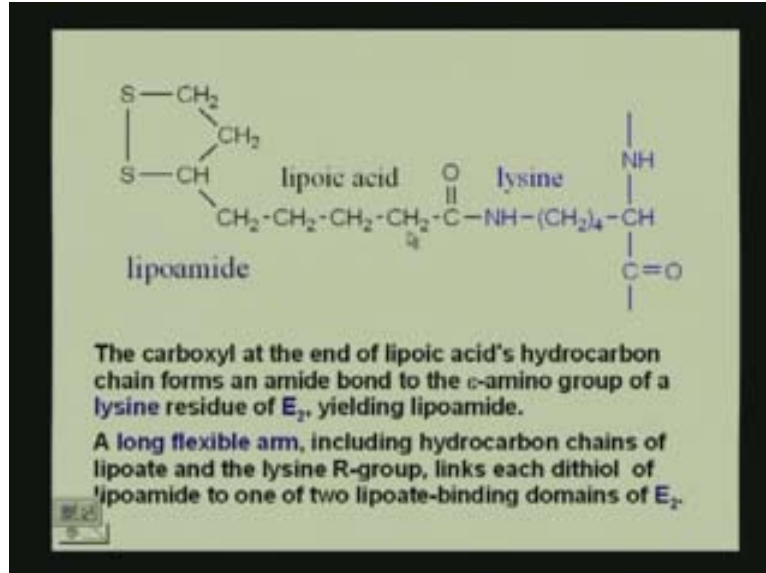 S—CH₂
CH₂
S—CH
lipoic acid
O
lysine
NH
CH₂-CH₂-CH₂-CH₂-C—NH-(CH₂)₄-CH
lipoamide
C=O
The carboxyl at the end of lipoic acid's hydrocarbon
chain forms an amide bond to the ε-amino group of a
lysine residue of E₂, yielding lipoamide.
A long flexible arm, including hydrocarbon chains of
lipoate and the lysine R-group, links each dithiol of
lipoamide to one of two lipoate-binding domains of E₂.